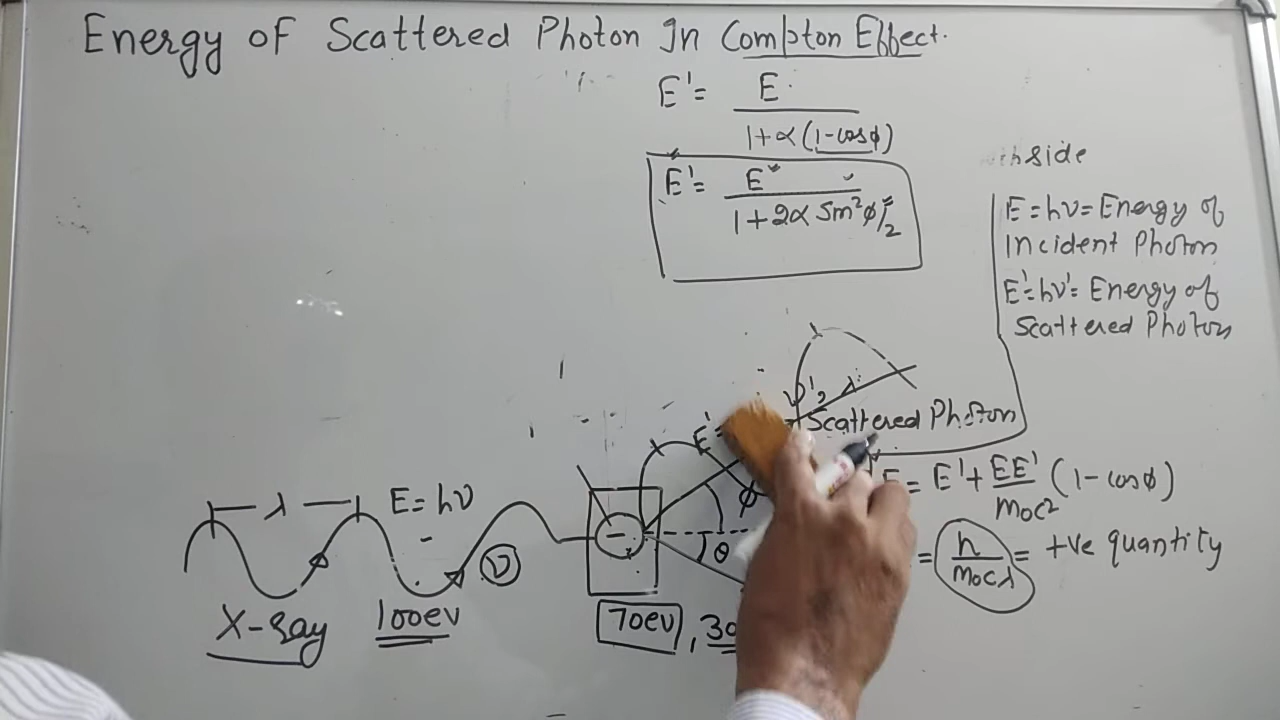 Energy of Scattered Photon In Compton Effect.
E' = E / 1+α(1-cosϕ)
E' = E / 1+2α Sin²ϕ/2
side
E=hν=Energy of
Incident Photon
E'=hν'= Energy of
Scattered Photon
ν', λ'
E'=
Scattered Photon
E = E' + EE'/m₀c² (1-cosϕ)
= h/m₀cλ = +ve quantity
λ
E=hν
ν
ϕ
θ
-
X-ray 100ev
70ev, 30